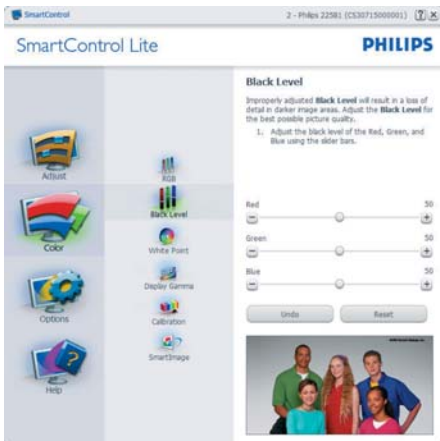 SmartControl
2 - Philips 22581 (CS30715000001)
SmartControl Lite
PHILIPS
Adjust
Color
Options
Help
RGB
Black Level
White Point
Display Gamma
Calibration
SmartImage
Black Level
Improperly adjusted Black Level will result in a loss of
detail in darker image areas. Adjust the Black Level for
the best possible picture quality.
1. Adjust the black level of the Red, Green, and
Blue using the slider bars.
Red 50
Green 50
Blue 50
Undo Reset